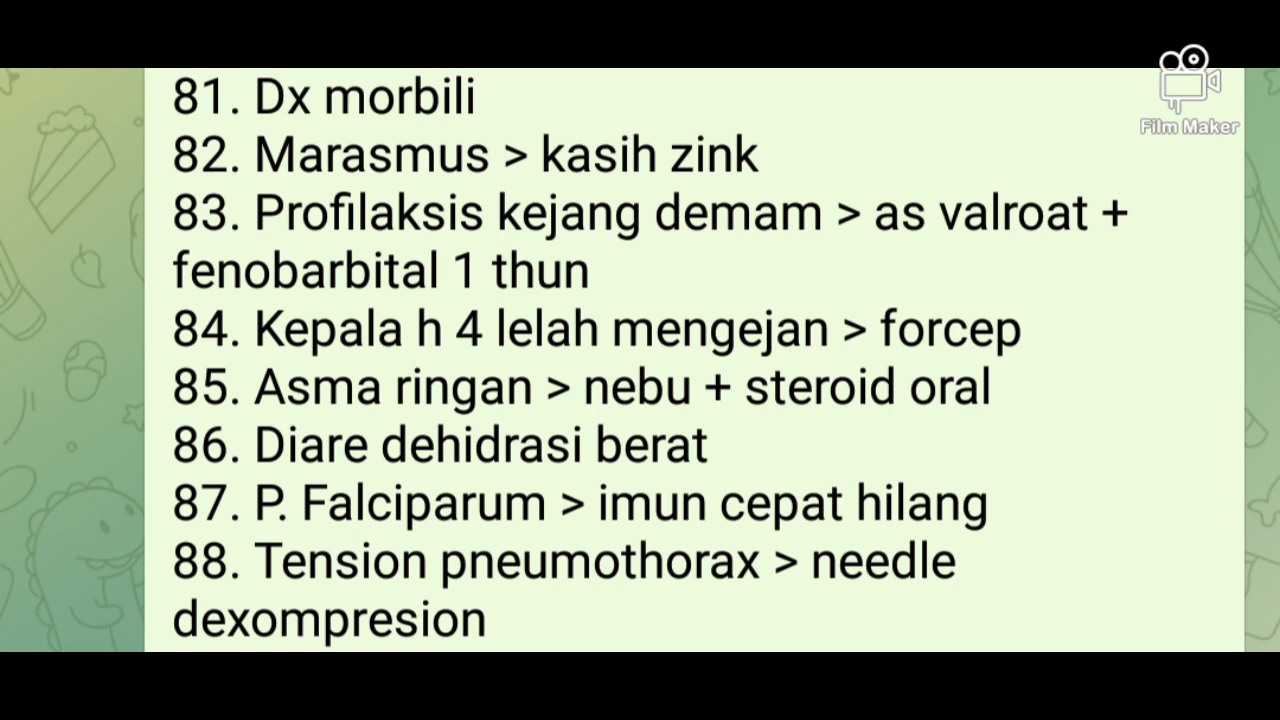 81. Dx morbili
Film Maker
82. Marasmus > kasih zink
83. Profilaksis kejang demam > as valroat +
fenobarbital 1 thun
84. Kepala h 4 lelah mengejan > forcep
85. Asma ringan > nebu + steroid oral
86. Diare dehidrasi berat
87. P. Falciparum > imun cepat hilang
88. Tension pneumothorax > needle
dexompresion